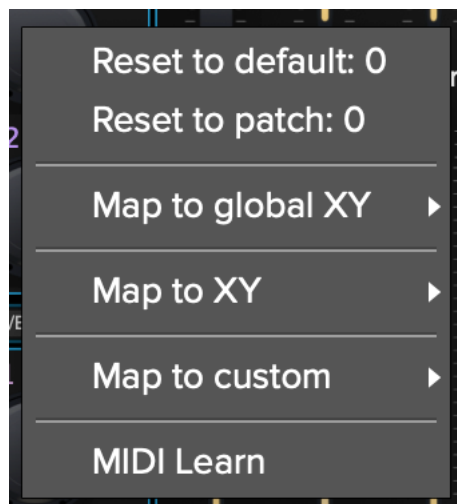 Reset to default: 0
Reset to patch: 0
2
Map to global XY
Map to XY
Map to custom
MIDI Learn